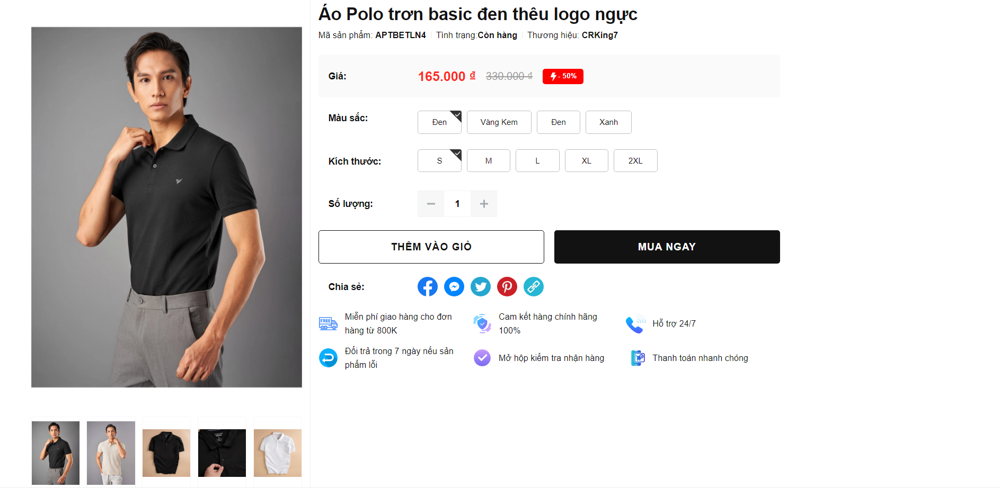 Áo Polo trơn basic đen thêu logo ngực
Mã sản phẩm: APTBETLN4 Tình trạng:Còn hàng Thương hiệu: CRKing7
Giá: 165.000 ₫ 330.000 ₫ - 50%
Màu sắc: Đen Vàng Kem Đen Xanh
Kích thước: S M L XL 2XL
Số lượng: 1
THÊM VÀO GIỎ MUA NGAY
Chia sẻ:
FREE
Miễn phí giao hàng cho đơn
hàng từ 800K
Cam kết hàng chính hãng
100%
Hỗ trợ 24/7
Đổi trả trong 7 ngày nếu sản
phẩm lỗi
Mở hộp kiểm tra nhận hàng
Thanh toán nhanh chóng